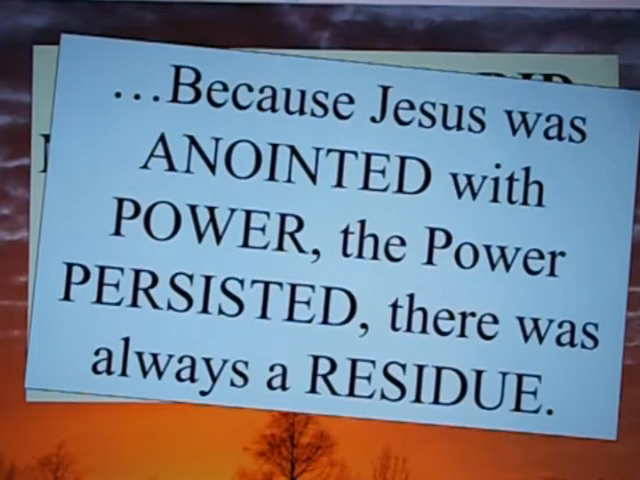 …Because Jesus was
ANOINTED with
POWER, the Power
PERSISTED, there was
always a RESIDUE.